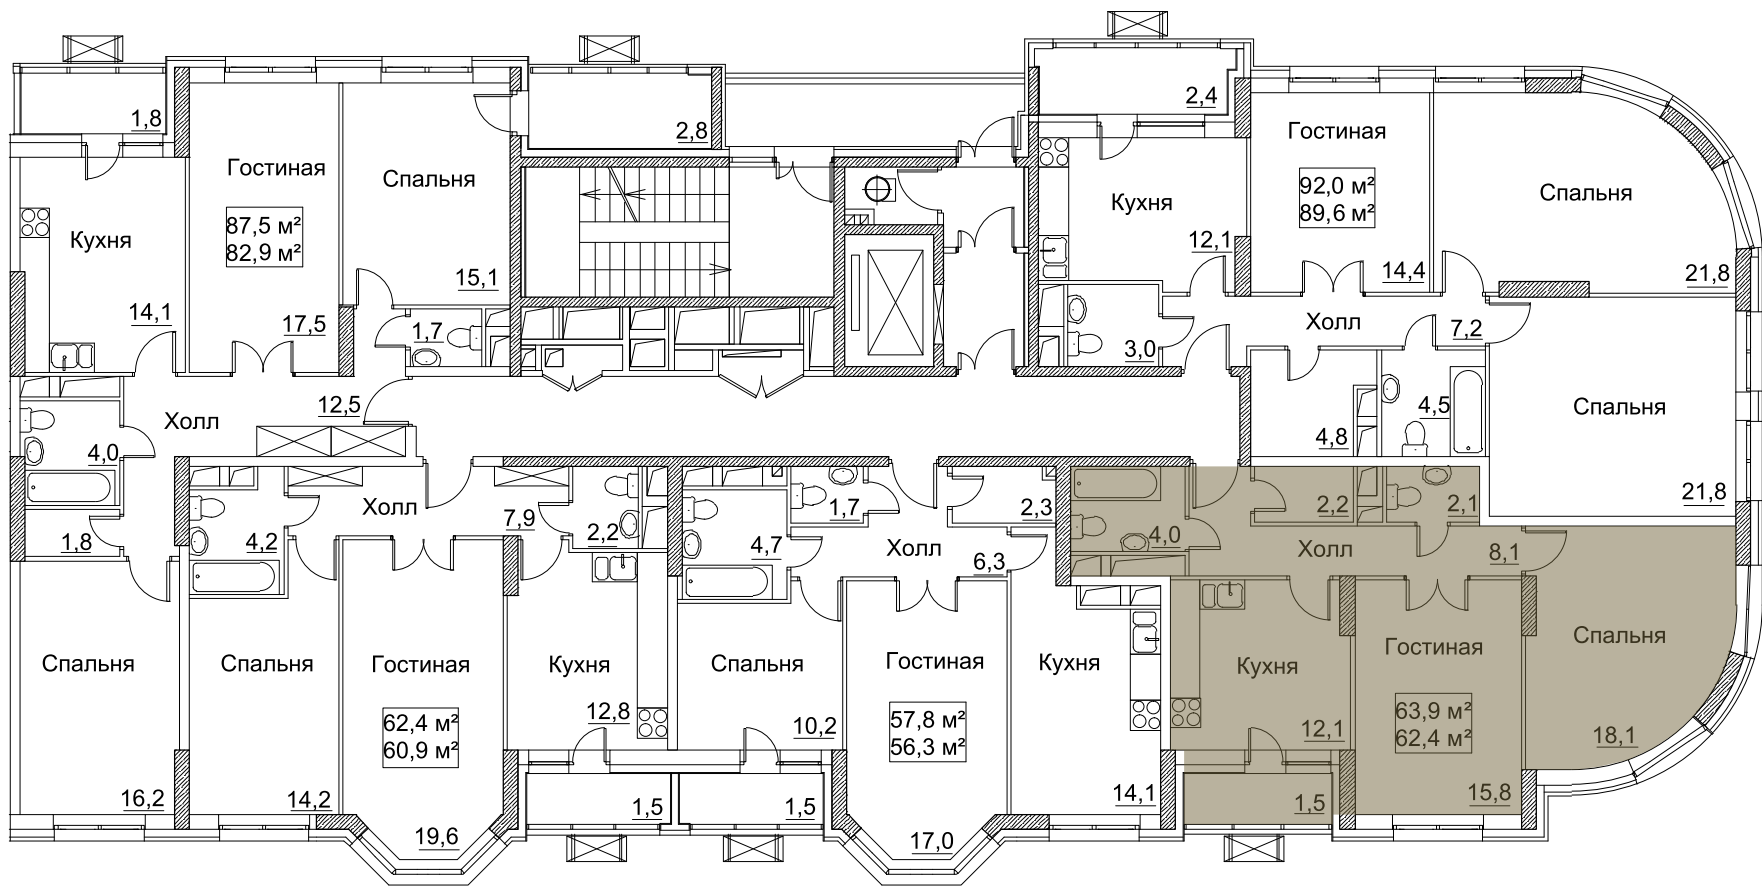 1,8
2,8
2,4
Гостиная
87,5 м²
82,9 м²
17,5
Спальня
15,1
Кухня
14,1
1,7
Холл
12,5
4,0
1,8
Спальня
16,2
Кухня
12,1
Гостиная
92,0 м²
89,6 м²
14,4
Спальня
21,8
3,0
Холл
7,2
4,8
4,5
Спальня
21,8
4,2
Холл
7,9
2,2
Спальня
14,2
Гостиная
62,4 м²
60,9 м²
19,6
Кухня
12,8
1,5
4,7
1,7
2,3
Холл
6,3
Спальня
10,2
1,5
Гостиная
57,8 м²
56,3 м²
17,0
Кухня
14,1
4,0
2,2
2,1
Холл
8,1
Кухня
12,1
1,5
Гостиная
63,9 м²
62,4 м²
15,8
Спальня
18,1